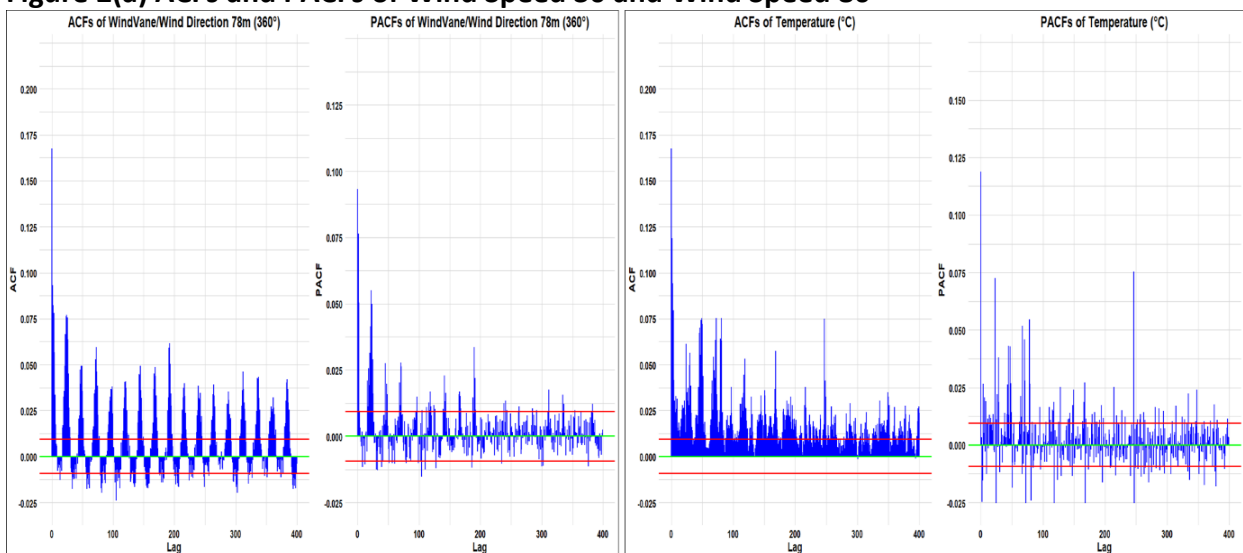 Figure 2(a) ACFs and PACFs of Wind Speed 30 and Wind Speed 80
ACFs of WindVane/Wind Direction 78m (360°)
0.200
0.175
0.150
0.125
0.100
0.075
0.050
0.025
0.000
-0.025
ACF
0 100 200 300 400
Lag
PACFs of WindVane/Wind Direction 78m (360°)
0.125
0.100
0.075
0.050
0.025
0.000
-0.025
PACF
0 100 200 300 400
Lag
ACFs of Temperature (°C)
0.200
0.175
0.150
0.125
0.100
0.075
0.050
0.025
0.000
-0.025
ACF
0 100 200 300 400
Lag
PACFs of Temperature (°C)
0.150
0.125
0.100
0.075
0.050
0.025
0.000
-0.025
PACF
0 100 200 300 400
Lag